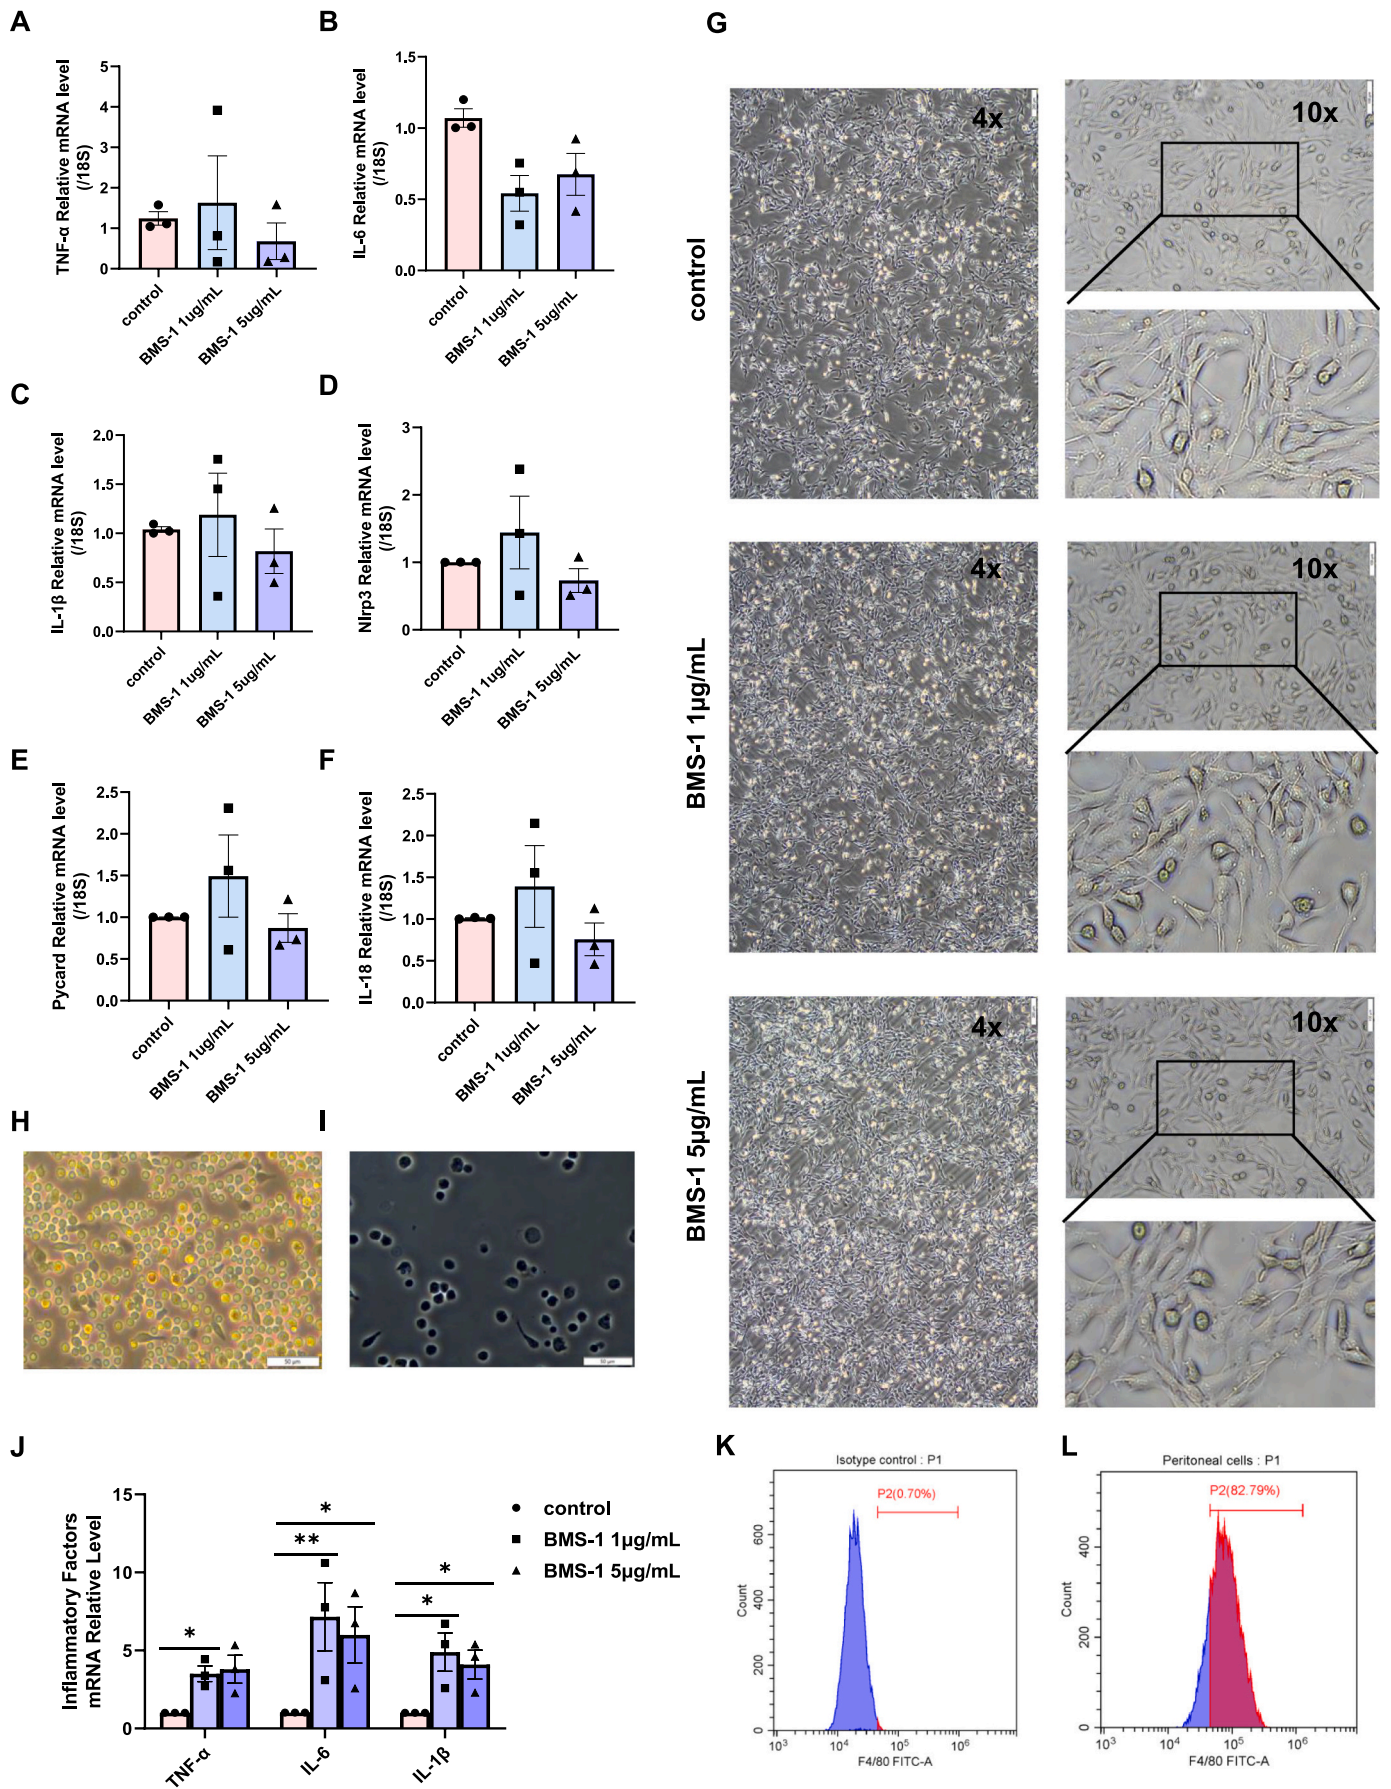 A
TNF-α Relative mRNA level
(/18S)
5
4
3
2
1
0
control
BMS-1 1ug/mL
BMS-1 5ug/mL
B
IL-6 Relative mRNA level
(/18S)
1.5
1.0
0.5
0.0
control
BMS-1 1ug/mL
BMS-1 5ug/mL
C
IL-1β Relative mRNA level
(/18S)
2.0
1.5
1.0
0.5
0.0
control
BMS-1 1ug/mL
BMS-1 5ug/mL
D
Nlrp3 Relative mRNA level
(/18S)
3
2
1
0
control
BMS-1 1ug/mL
BMS-1 5ug/mL
E
Pycard Relative mRNA level
(/18S)
2.5
2.0
1.5
1.0
0.5
0.0
control
BMS-1 1ug/mL
BMS-1 5ug/mL
F
IL-18 Relative mRNA level
(/18S)
2.5
2.0
1.5
1.0
0.5
0.0
control
BMS-1 1ug/mL
BMS-1 5ug/mL
G
control
4x
10x
BMS-1 1μg/mL
4x
10x
BMS-1 5μg/mL
4x
10x
H
50 μm
I
50 μm
J
Inflammatory Factors
mRNA Relative Level
15
10
5
0
*
**
*
*
*
TNF-α
IL-6
IL-1β
control
BMS-1 1μg/mL
BMS-1 5μg/mL
K
Isotype control : P1
P2(0.70%)
Count
600
400
200
0
10³
10⁴
10⁵
10⁶
F4/80 FITC-A
L
Peritoneal cells : P1
P2(82.79%)
Count
400
200
0
10³
10⁴
10⁵
10⁶
F4/80 FITC-A